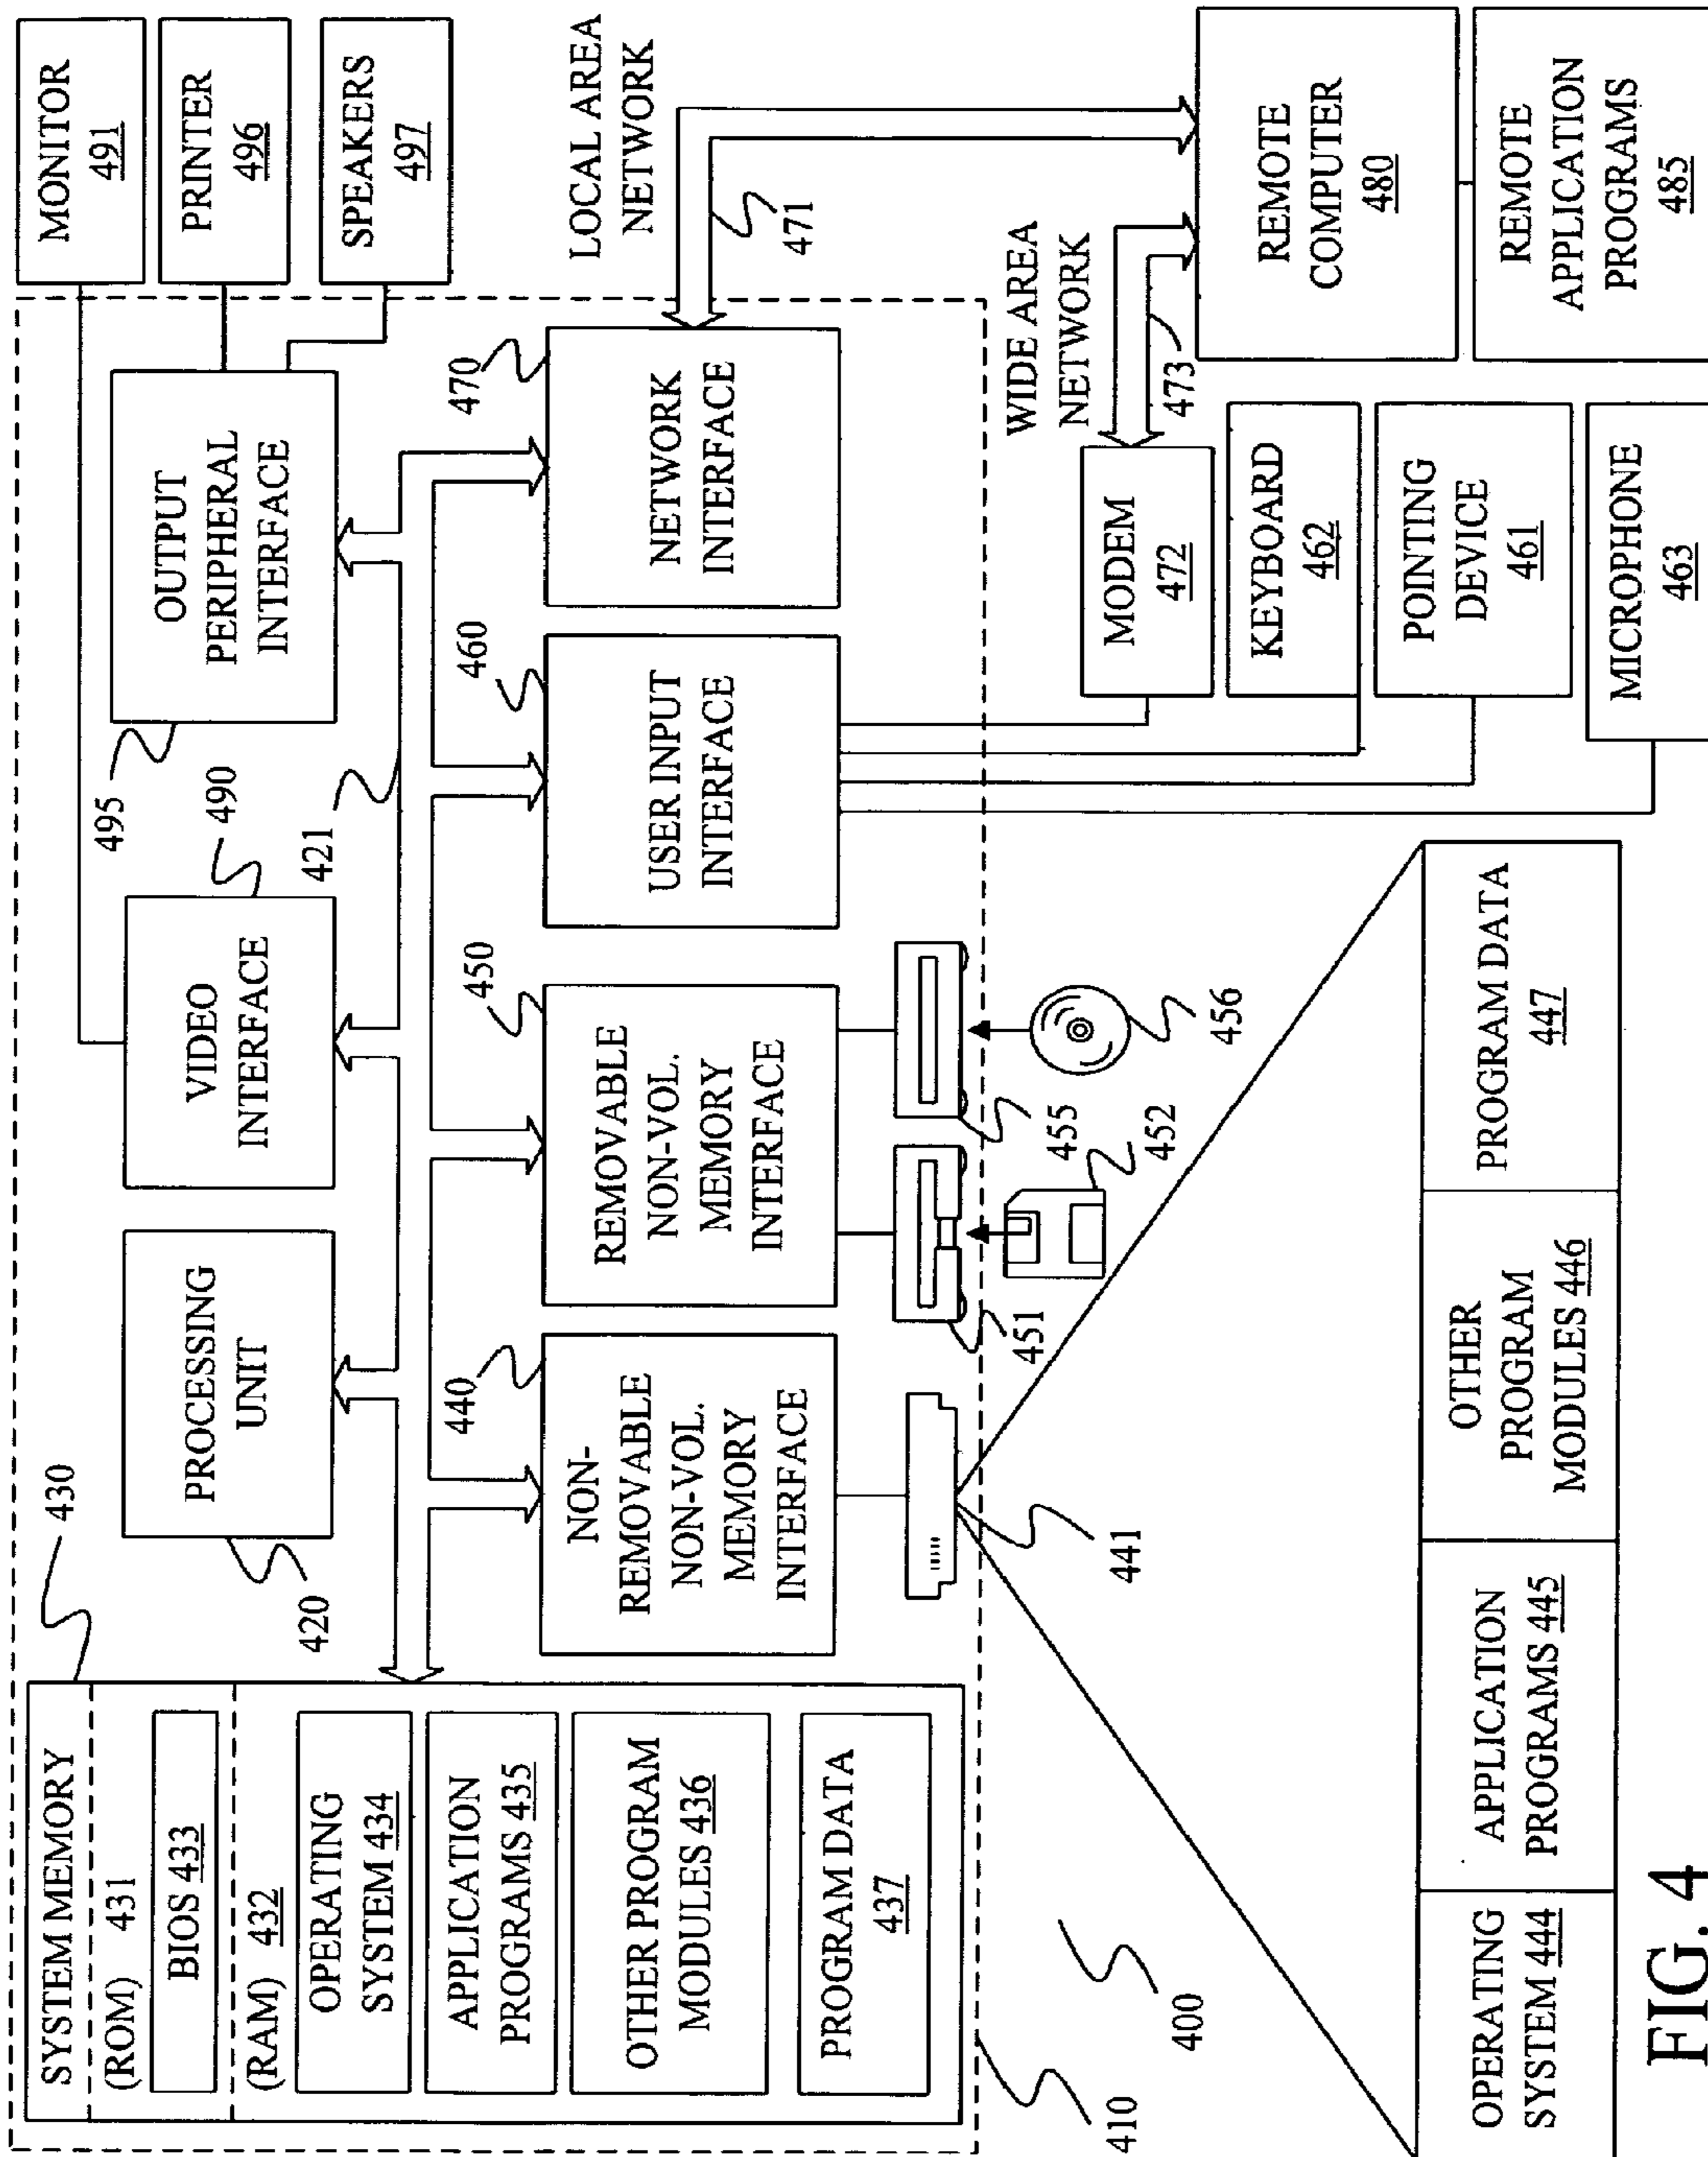 SYSTEM MEMORY
(ROM) 431
BIOS 433
(RAM) 432
OPERATING
SYSTEM 434
APPLICATION
PROGRAMS 435
OTHER PROGRAM
MODULES 436
PROGRAM DATA
437
430
420
PROCESSING
UNIT
VIDEO
INTERFACE
490
421
495
OUTPUT
PERIPHERAL
INTERFACE
MONITOR
491
PRINTER
496
SPEAKERS
497
440
NON-
REMOVABLE
NON-VOL.
MEMORY
INTERFACE
450
REMOVABLE
NON-VOL.
MEMORY
INTERFACE
460
USER INPUT
INTERFACE
470
NETWORK
INTERFACE
LOCAL AREA
NETWORK
471
441
451
452
455
456
WIDE AREA
NETWORK
473
MODEM
472
KEYBOARD
462
POINTING
DEVICE
461
MICROPHONE
463
REMOTE
COMPUTER
480
REMOTE
APPLICATION
PROGRAMS
485
410
400
OPERATING
SYSTEM 444
APPLICATION
PROGRAMS 445
OTHER
PROGRAM
MODULES 446
PROGRAM DATA
447
FIG. 4